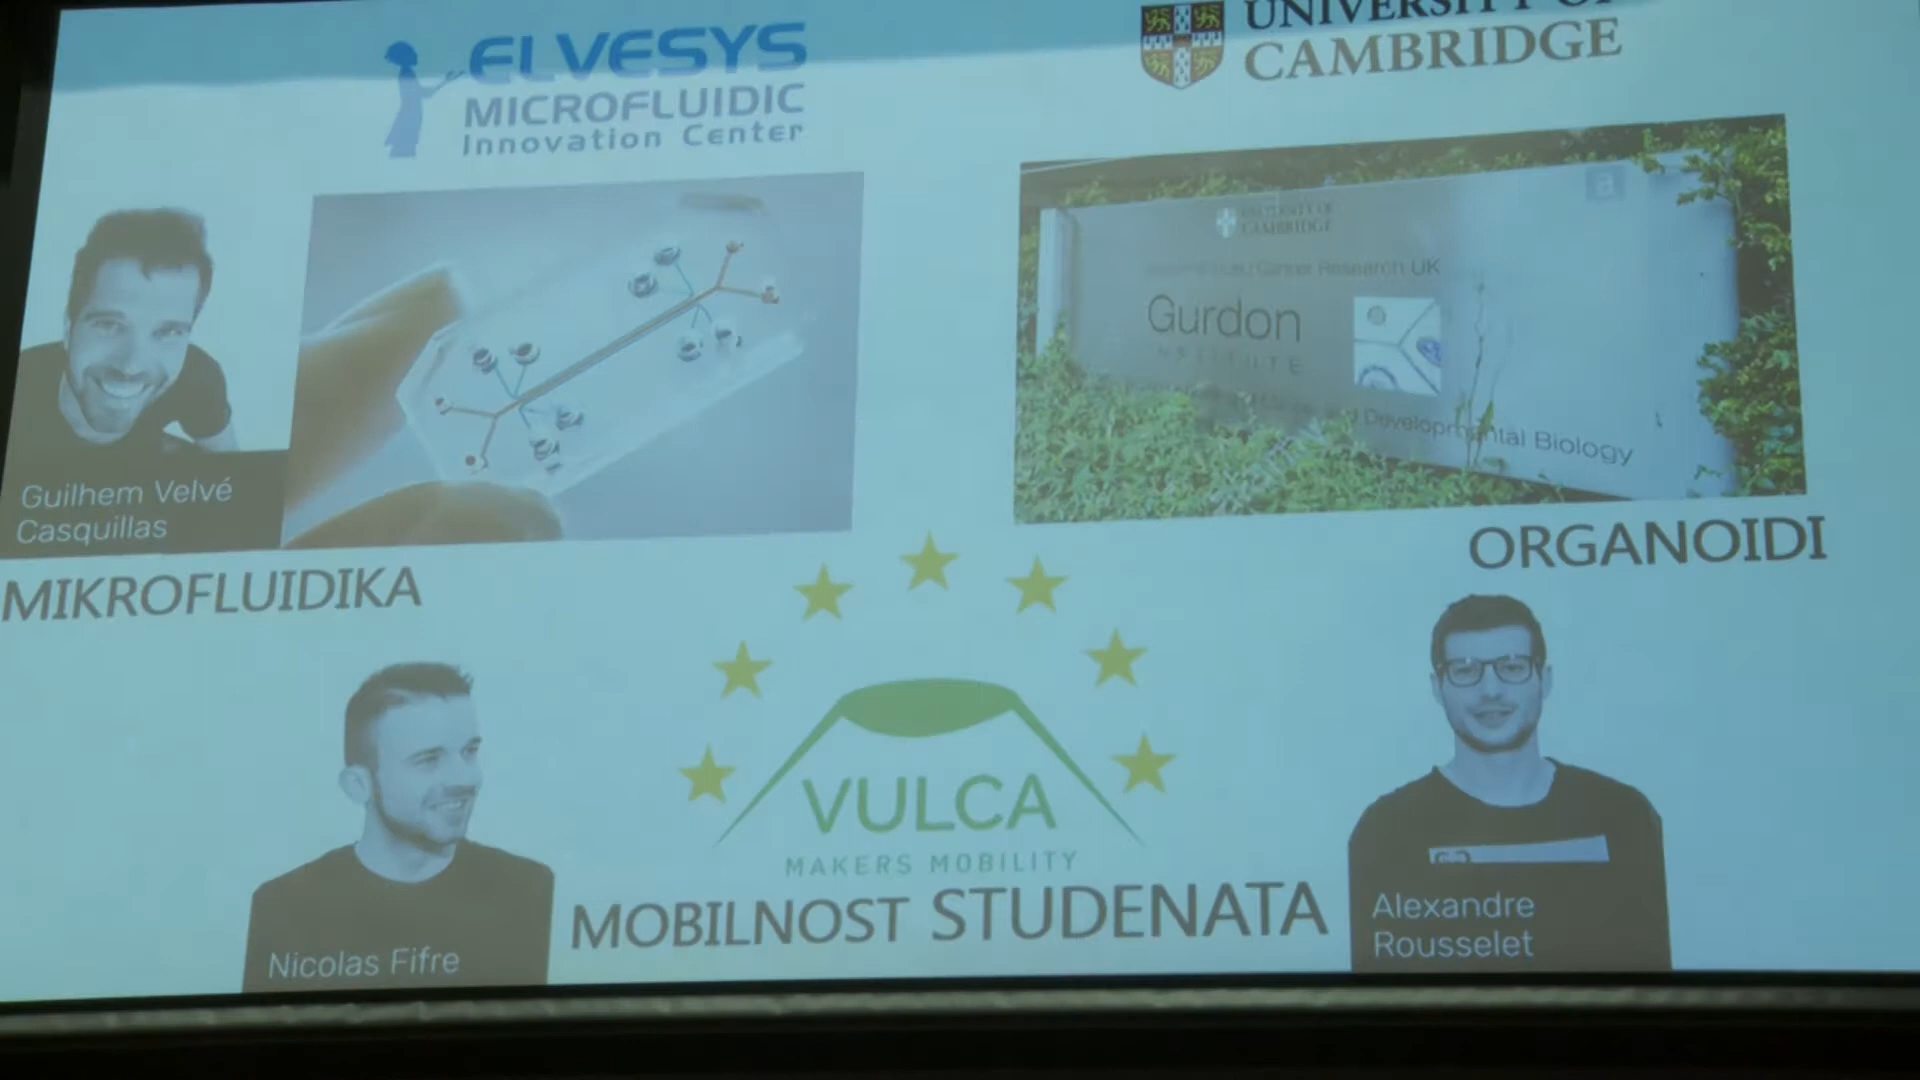 ELVESYS
MICROFLUIDIC
Innovation Center
UNIVERSITY OF
CAMBRIDGE
Guilhem Velvé
Casquillas
MIKROFLUIDIKA
UNIVERSITY OF
CAMBRIDGE
Cancer Research UK
Gurdon
INSTITUTE
Developmental Biology
ORGANOIDI
VULCA
MAKERS MOBILITY
MOBILNOST STUDENATA
Nicolas Fifre
Alexandre
Rousselet